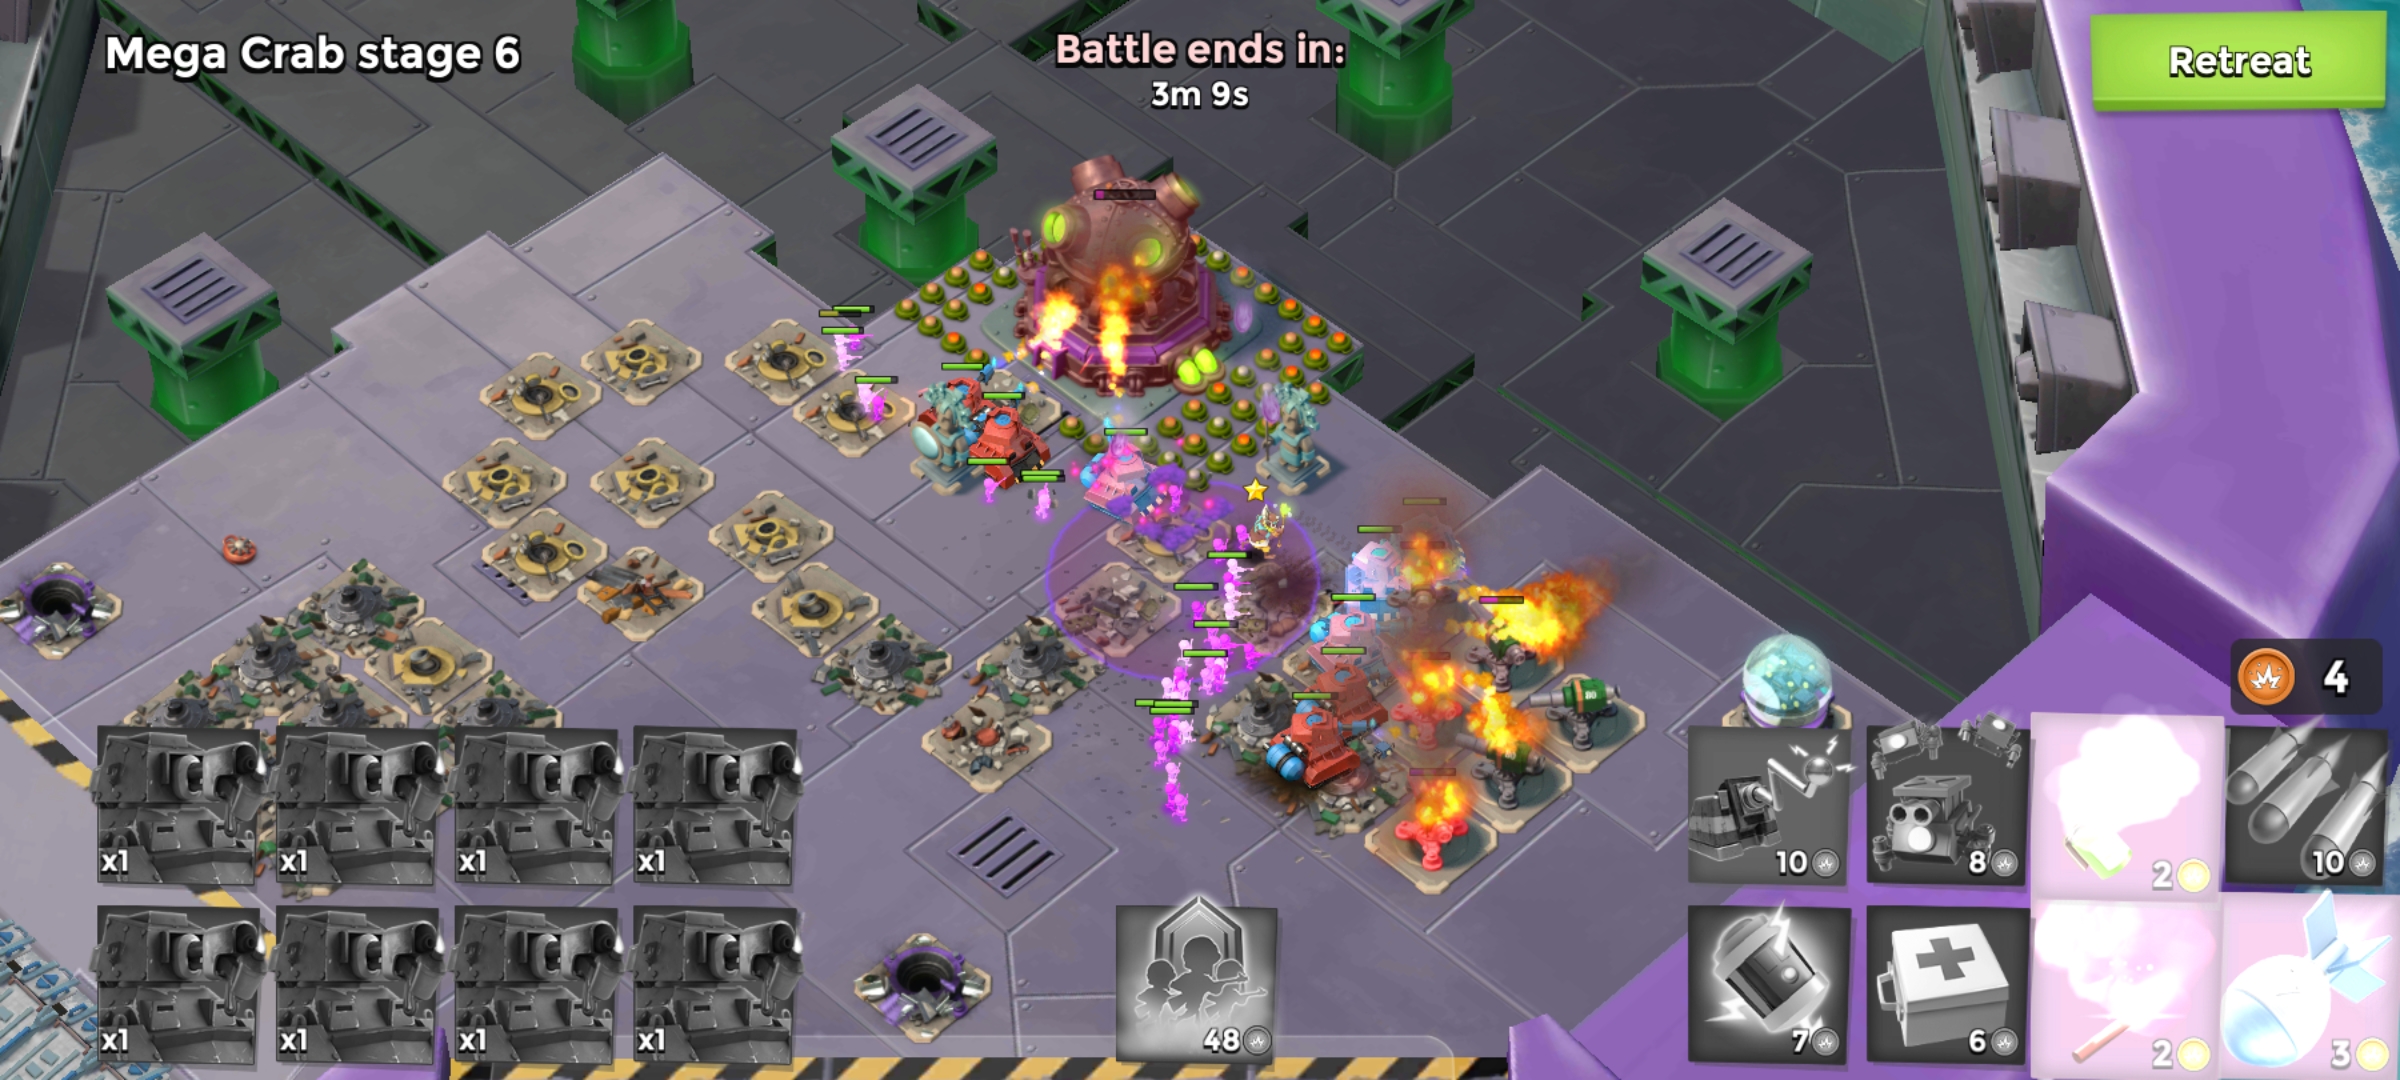 Mega Crab stage 6
Battle ends in:
3m 9s
Retreat
80
4
x1
x1
x1
x1
10
8
2
10
x1
x1
x1
x1
48
7
6
2
3